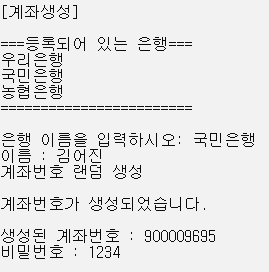 [계좌생성]
===등록되어 있는 은행===
우리은행
국민은행
농협은행
========================
은행 이름을 입력하시오: 국민은행
이름 : 김어진
계좌번호 랜덤 생성
계좌번호가 생성되었습니다.
생성된 계좌번호 : 900009695
비밀번호 : 1234